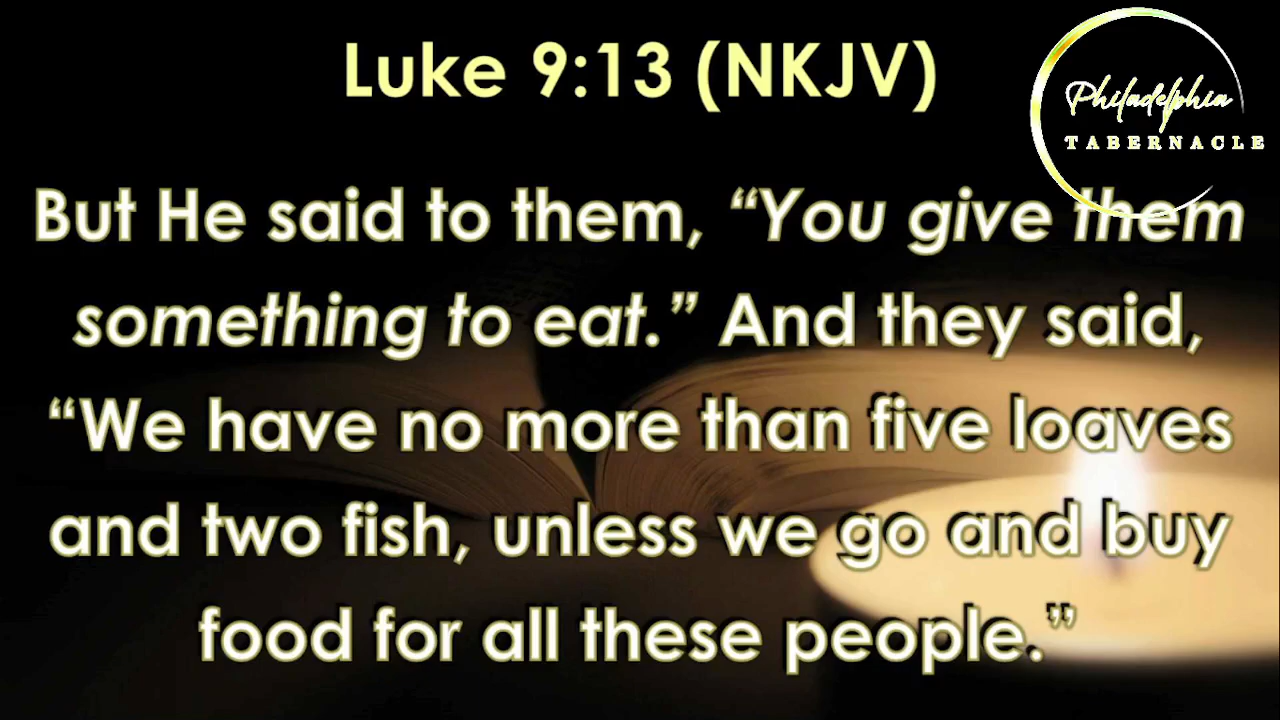 Luke 9:13 (NKJV)
Philadelphia
TABERNACLE
But He said to them, “You give them
something to eat.” And they said,
“We have no more than five loaves
and two fish, unless we go and buy
food for all these people.”